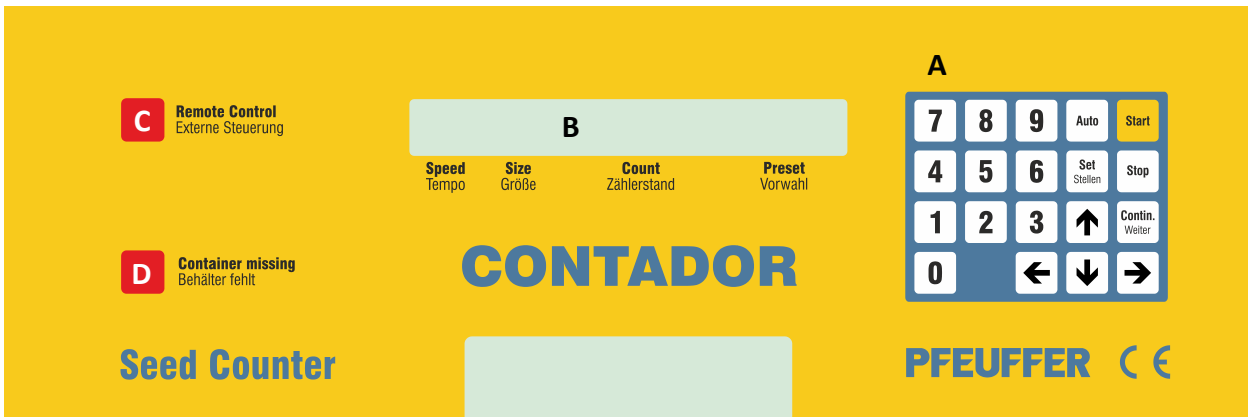 A
C
Remote Control
Externe Steuerung
B
Speed Size Count Preset
Tempo Größe Zählerstand Vorwahl
7 8 9 Auto Start
4 5 6 Set Stop
Stellen
1 2 3 ↑ Contin.
Weiter
0 ← ↓ →
D
Container missing
Behälter fehlt
CONTADOR
Seed Counter
PFEUFFER CE